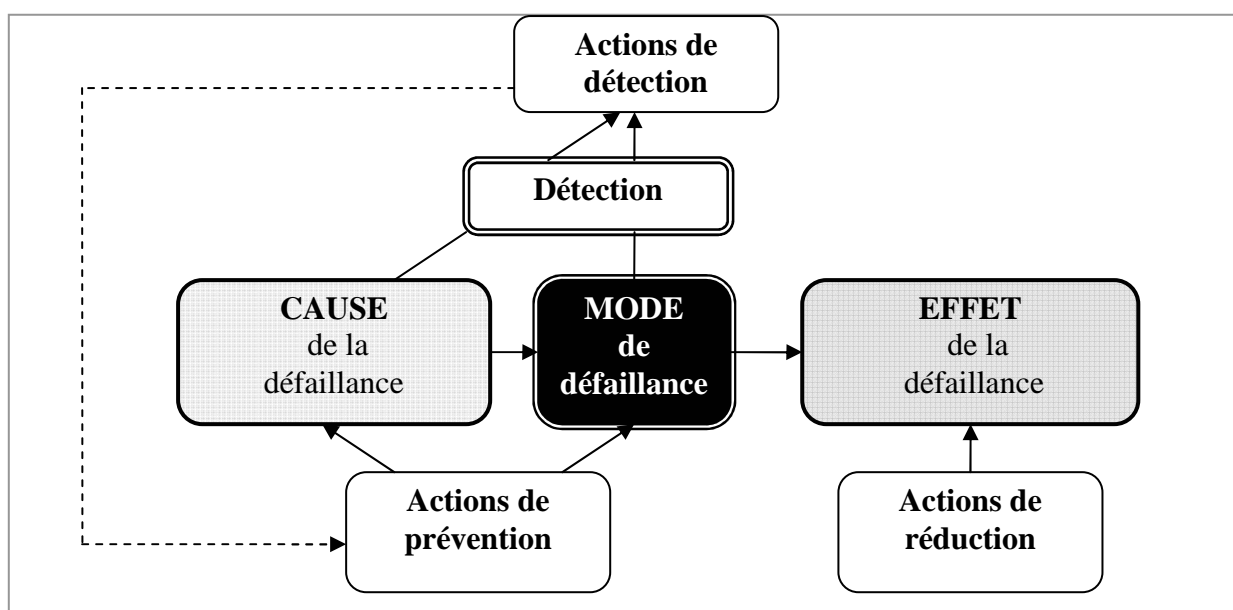 Actions de
détection
Détection
CAUSE
de la
défaillance
MODE
de
défaillance
EFFET
de la
défaillance
Actions de
prévention
Actions de
réduction